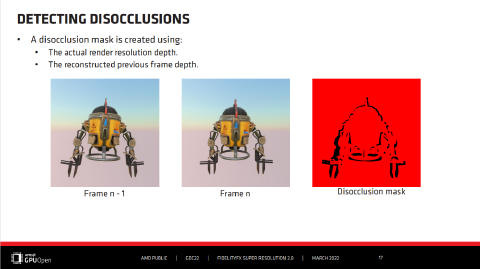 DETECTING DISOCCLUSIONS
• A disocclusion mask is created using:
• The actual render resolution depth.
• The reconstructed previous frame depth.
Frame n - 1
Frame n
Disocclusion mask
AMD
GPUOpen
AMD PUBLIC | GDC22 | FIDELITYFX SUPER RESOLUTION 2.0 | MARCH 2022
17